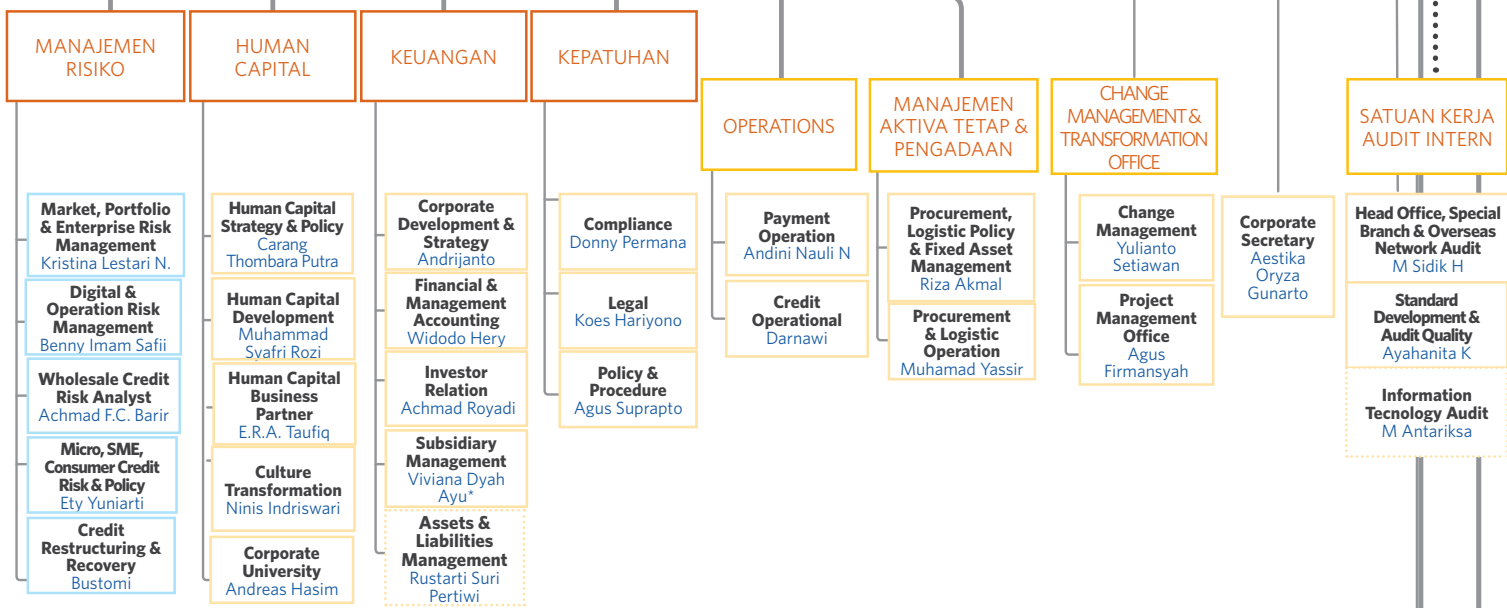 MANAJEMEN
RISIKO
Market, Portfolio
& Enterprise Risk
Management
Kristina Lestari N.
Digital &
Operation Risk
Management
Benny Imam Safii
Wholesale Credit
Risk Analyst
Achmad F.C. Barir
Micro, SME,
Consumer Credit
Risk & Policy
Ety Yuniarti
Credit
Restructuring &
Recovery
Bustomi
HUMAN
CAPITAL
Human Capital
Strategy & Policy
Carang
Thombara Putra
Human Capital
Development
Muhammad
Syafri Rozi
Human Capital
Business
Partner
E.R.A. Taufiq
Culture
Transformation
Ninis Indriswari
Corporate
University
Andreas Hasim
KEUANGAN
Corporate
Development &
Strategy
Andrijanto
Financial &
Management
Accounting
Widodo Hery
Investor
Relation
Achmad Royadi
Subsidiary
Management
Viviana Dyah
Ayu*
Assets &
Liabilities
Management
Rustarti Suri
Pertiwi
KEPATUHAN
Compliance
Donny Permana
Legal
Koes Hariyono
Policy &
Procedure
Agus Suprapto
OPERATIONS
Payment
Operation
Andini Nauli N
Credit
Operational
Darnawi
MANAJEMEN
AKTIVA TETAP &
PENGADAAN
Procurement,
Logistic Policy
& Fixed Asset
Management
Riza Akmal
Procurement
& Logistic
Operation
Muhamad Yassir
CHANGE
MANAGEMENT &
TRANSFORMATION
OFFICE
Change
Management
Yulianto
Setiawan
Project
Management
Office
Agus
Firmansyah
Corporate
Secretary
Aestika
Oryza
Gunarto
SATUAN KERJA
AUDIT INTERN
Head Office, Special
Branch & Overseas
Network Audit
M Sidik H
Standard
Development &
Audit Quality
Ayahanita K
Information
Tecnology Audit
M Antariksa